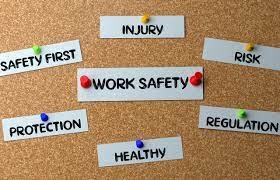 INJURY
SAFETY FIRST
RISK
WORK SAFETY
PROTECTION
REGULATION
HEALTHY